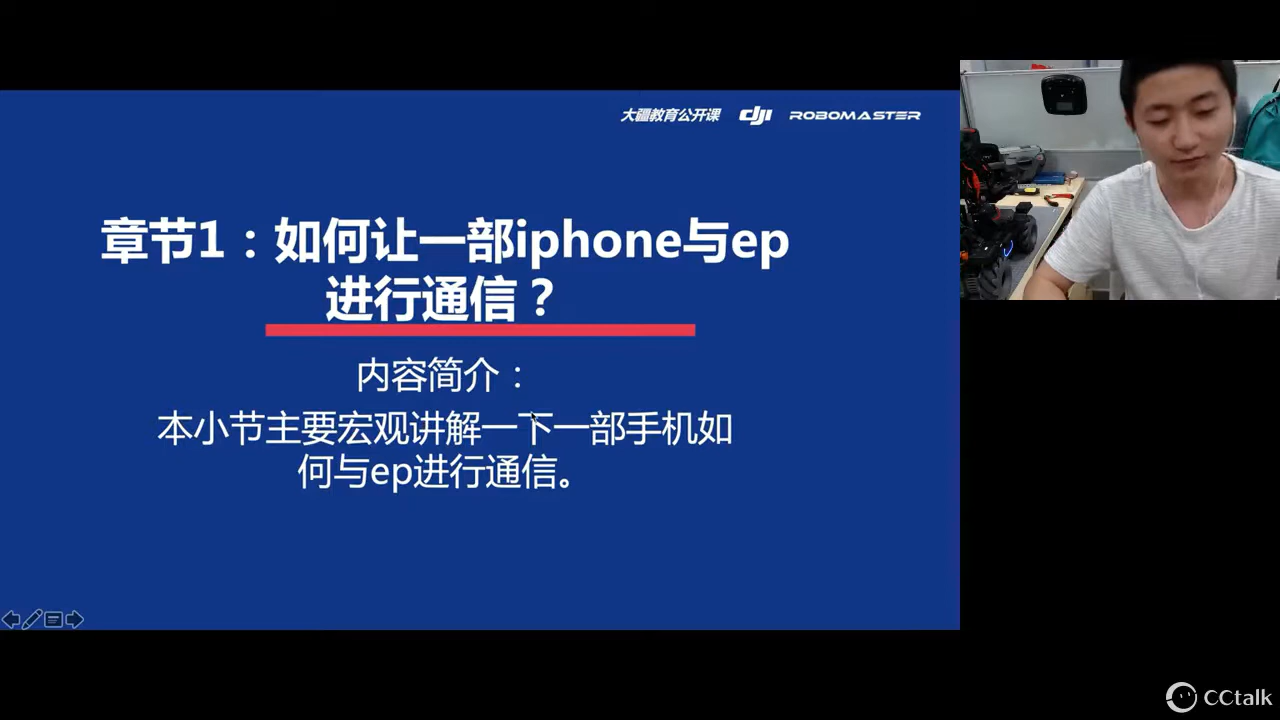 大疆教育公开课 dji ROBOMASTER
章节1：如何让一部iphone与ep
进行通信？
内容简介：
本小节主要宏观讲解一下一部手机如
何与ep进行通信。
CCtalk